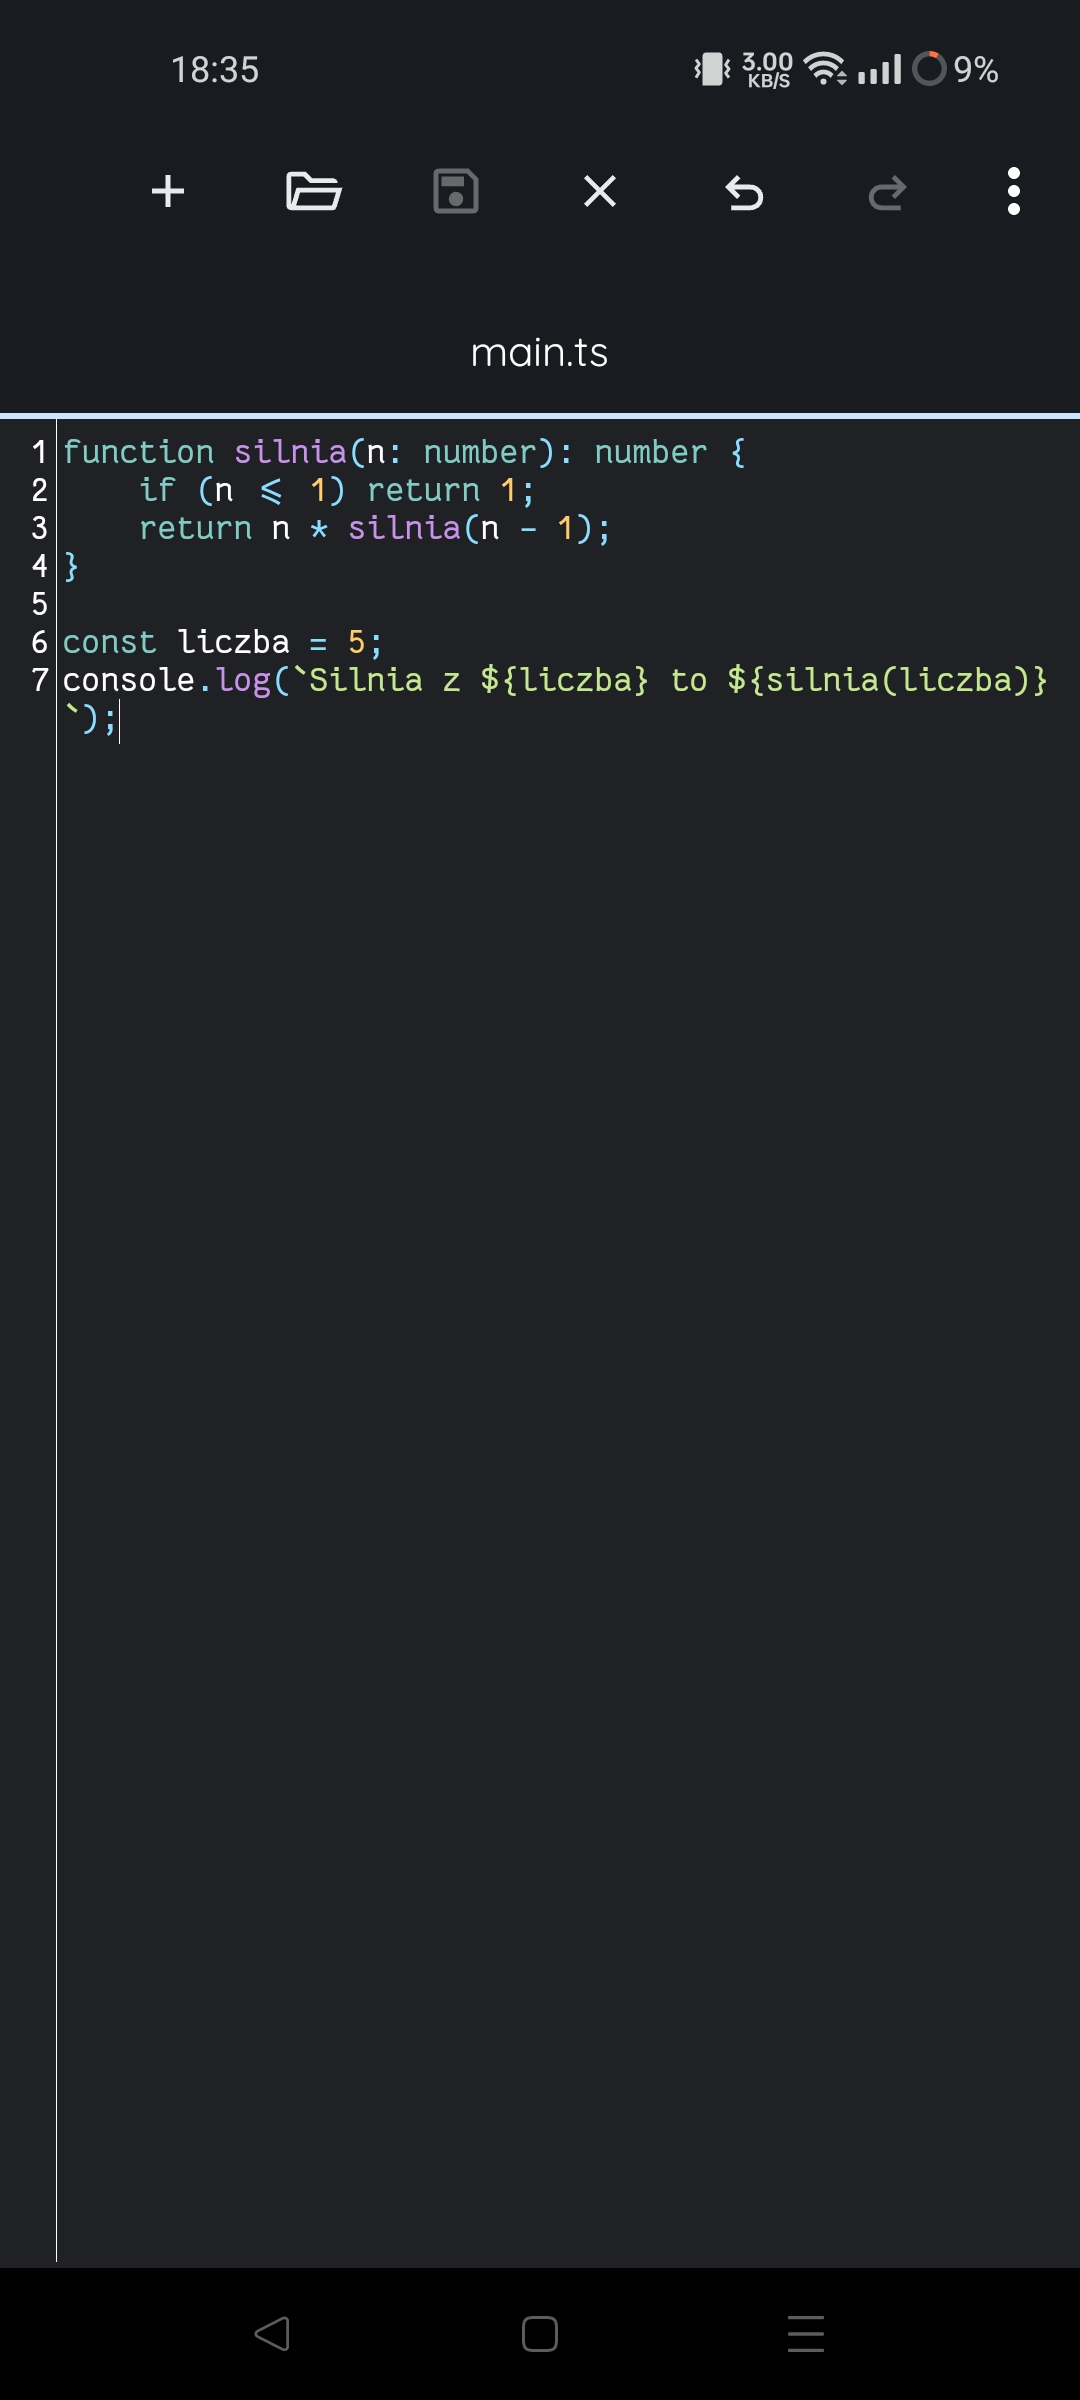 18:35
3.00
KB/S
9%
main.ts
1 function silnia(n: number): number {
2     if (n <= 1) return 1;
3     return n * silnia(n - 1);
4 }
5
6 const liczba = 5;
7 console.log(`Silnia z ${liczba} to ${silnia(liczba)}
`);